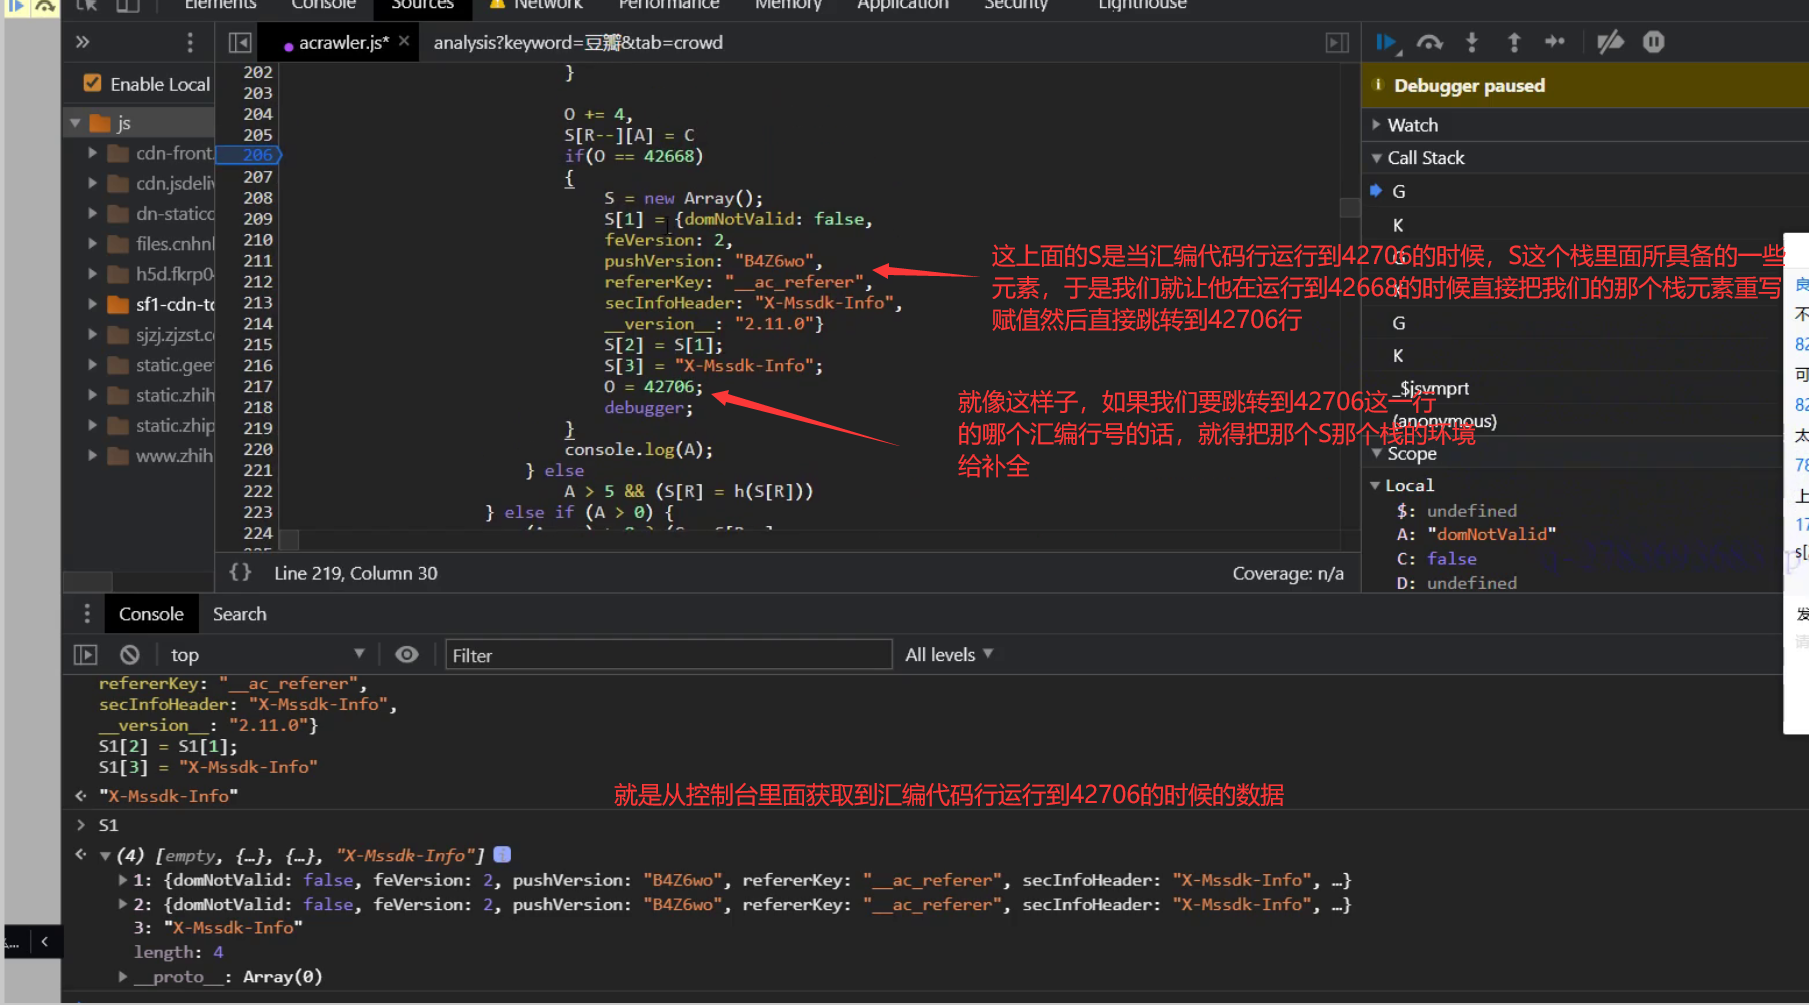 Elements Console Sources Network Performance Memory Application Security Lighthouse
acrawler.js* × analysis?keyword=豆瓣&tab=crowd
Enable Local
js
cdn-front.
cdn.jsdeliv
dn-staticc
files.cnhnl
h5d.fkrp0
sf1-cdn-tc
sjzj.zjzst.c
static.geet
static.zhih
static.zhip
www.zhih
202 }
203
204 O += 4,
205 S[R--][A] = C
206 if(O == 42668)
207 {
208 S = new Array();
209 S[1] = {domNotValid: false,
210 feVersion: 2,
211 pushVersion: "B4Z6wo",
212 refererKey: "__ac_referer",
213 secInfoHeader: "X-Mssdk-Info",
214 __version__: "2.11.0"}
215 S[2] = S[1];
216 S[3] = "X-Mssdk-Info";
217 O = 42706;
218 debugger;
219 }
220 console.log(A);
221 } else
222 A > 5 && (S[R] = h(S[R]))
223 } else if (A > 0) {
224
这上面的S是当汇编代码行运行到42706的时候，S这个栈里面所具备的一些
元素，于是我们就让他在运行到42668的时候直接把我们的那个栈元素重写
赋值然后直接跳转到42706行
就像这样子，如果我们要跳转到42706这一行
的哪个汇编行号的话，就得把那个S那个栈的环境
给补全
{} Line 219, Column 30 Coverage: n/a
Debugger paused
Watch
Call Stack
G
K
G
K
G
K
_$jsvmprt
(anonymous)
Scope
Local
$: undefined
A: "domNotValid"
C: false
D: undefined
良
不
82
可
82
太
78
上
17
s[
发
请
Console Search
top Filter All levels
refererKey: "__ac_referer",
secInfoHeader: "X-Mssdk-Info",
__version__: "2.11.0"}
S1[2] = S1[1];
S1[3] = "X-Mssdk-Info"
"X-Mssdk-Info"
就是从控制台里面获取到汇编代码行运行到42706的时候的数据
> S1
(4) [empty, {…}, {…}, "X-Mssdk-Info"]
1: {domNotValid: false, feVersion: 2, pushVersion: "B4Z6wo", refererKey: "__ac_referer", secInfoHeader: "X-Mssdk-Info", …}
2: {domNotValid: false, feVersion: 2, pushVersion: "B4Z6wo", refererKey: "__ac_referer", secInfoHeader: "X-Mssdk-Info", …}
3: "X-Mssdk-Info"
length: 4
__proto__: Array(0)